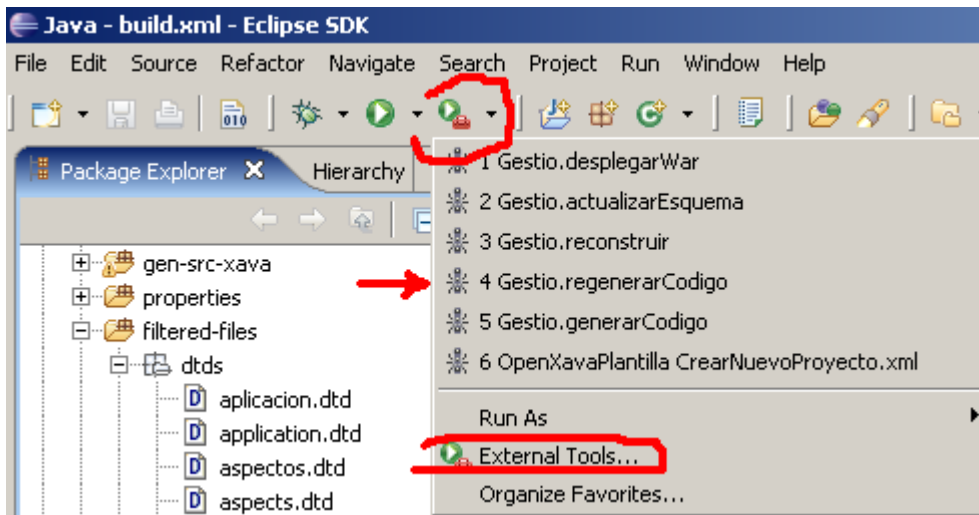 Java - build.xml - Eclipse SDK
File Edit Source Refactor Navigate Search Project Run Window Help
010
Package Explorer Hierarchy
1 Gestio.desplegarWar
2 Gestio.actualizarEsquema
3 Gestio.reconstruir
4 Gestio.regenerarCodigo
5 Gestio.generarCodigo
6 OpenXavaPlantilla CrearNuevoProyecto.xml
Run As
External Tools...
Organize Favorites...
gen-src-xava
properties
filtered-files
dtds
D aplicacion.dtd
D application.dtd
D aspectos.dtd
D aspects.dtd